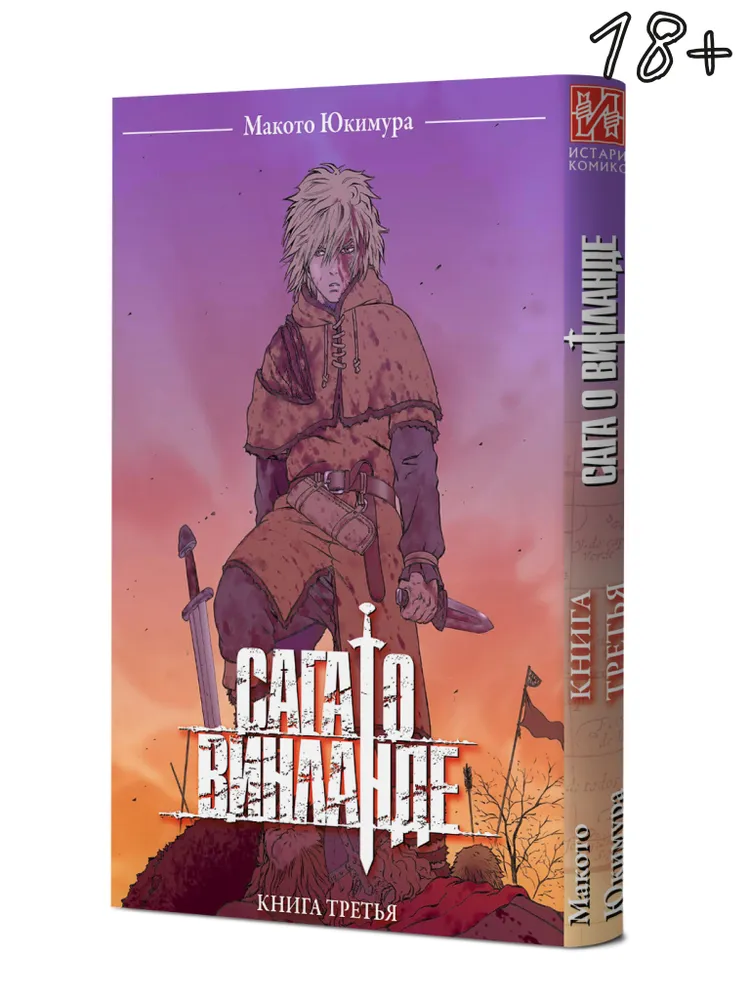 18+
Макото Юкимура
САГА О
ВИНЛАНДЕ
КНИГА ТРЕТЬЯ
ИСТАРИ
КОМИКС
САГА О ВИНЛАНДЕ
КНИГА
ТРЕТЬЯ
Макото
Юкимура